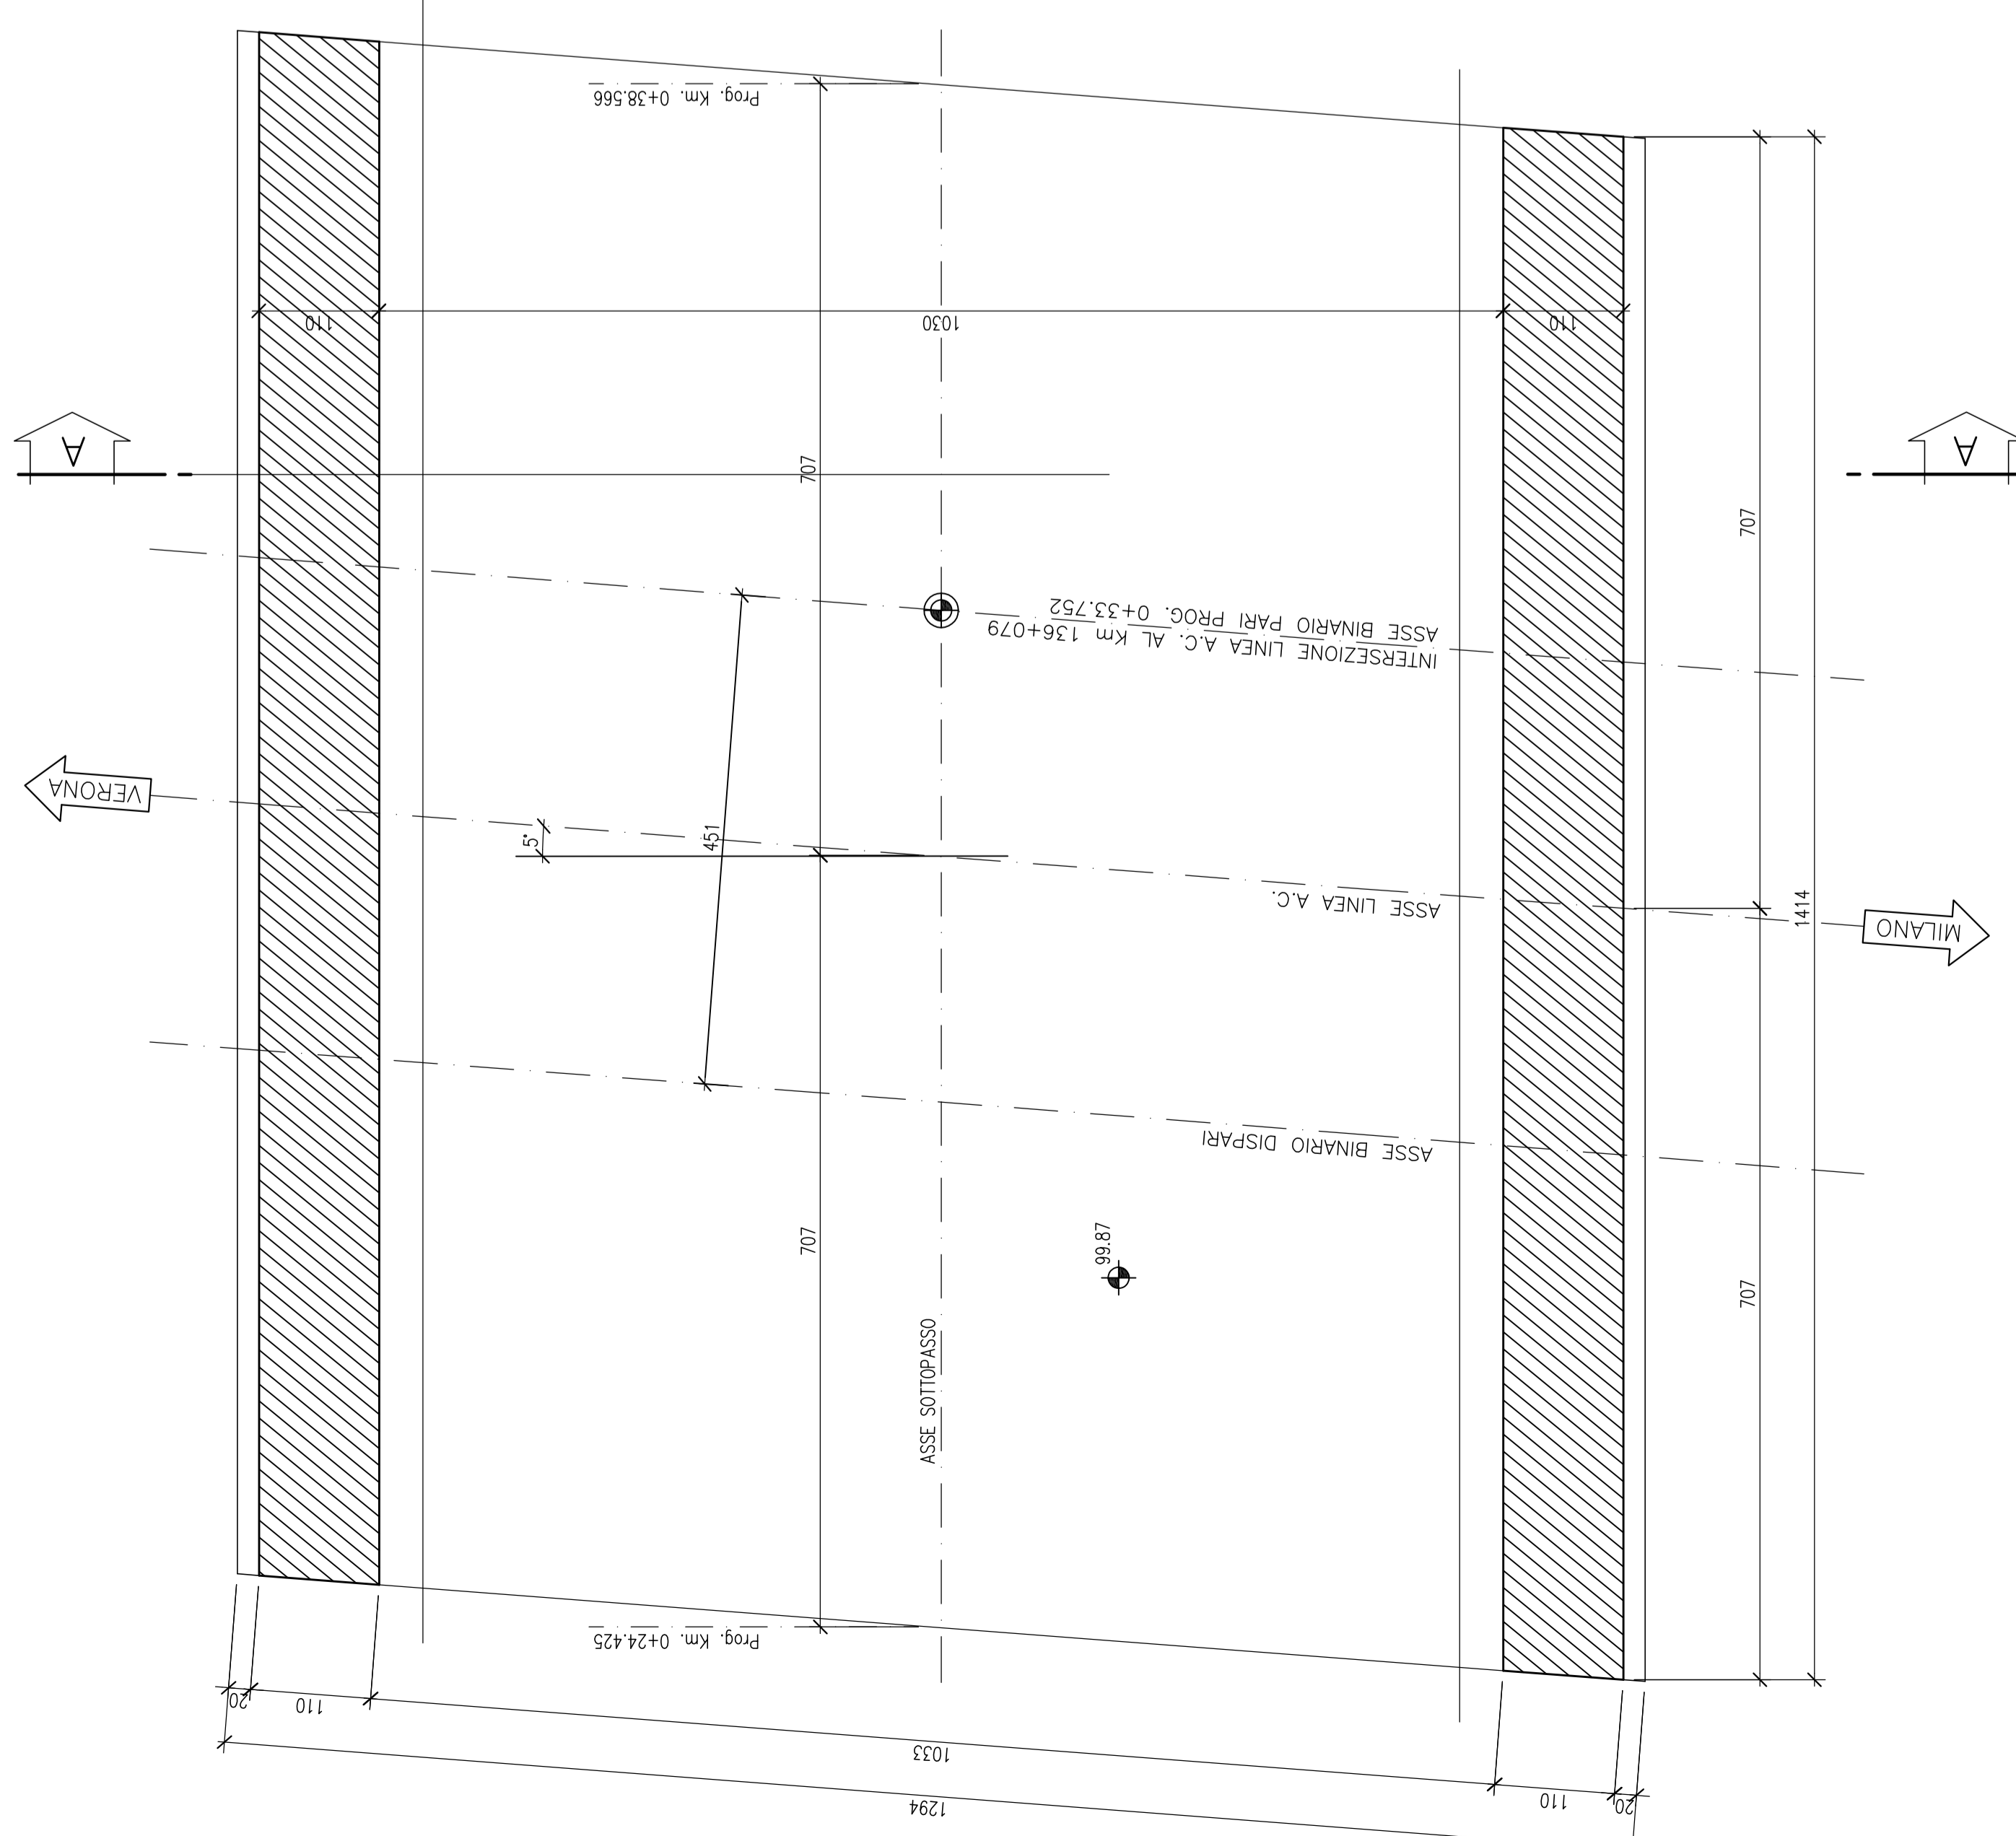 Prog. Km. 0+38.566
110
1030
110
A
A
707
707
ASSE BINARIO PARI PROG. 0+33.752
INTERSEZIONE LINEA A.C. AL Km 136+079
VERONA
5°
451
ASSE LINEA A.C.
1414
MILANO
ASSE BINARIO DISPARI
99.87
707
707
ASSE SOTTOPASSO
Prog. Km. 0+24.425
20
110
1033
110
20
1294